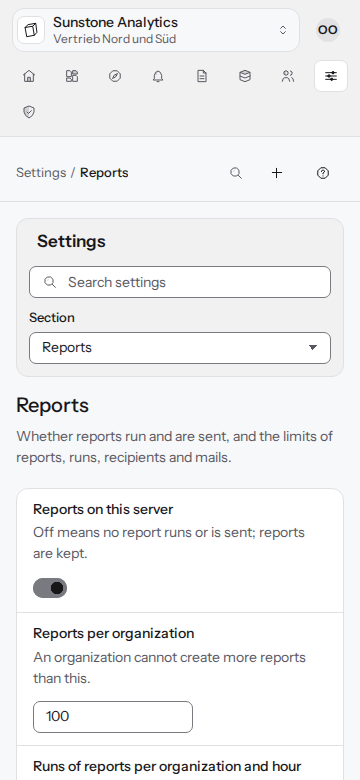 Sunstone Analytics
Vertrieb Nord und Süd
OO
Settings / Reports
Settings
Search settings
Section
Reports
Reports
Whether reports run and are sent, and the limits of
reports, runs, recipients and mails.
Reports on this server
Off means no report runs or is sent; reports
are kept.
Reports per organization
An organization cannot create more reports
than this.
100
Runs of reports per organization and hour